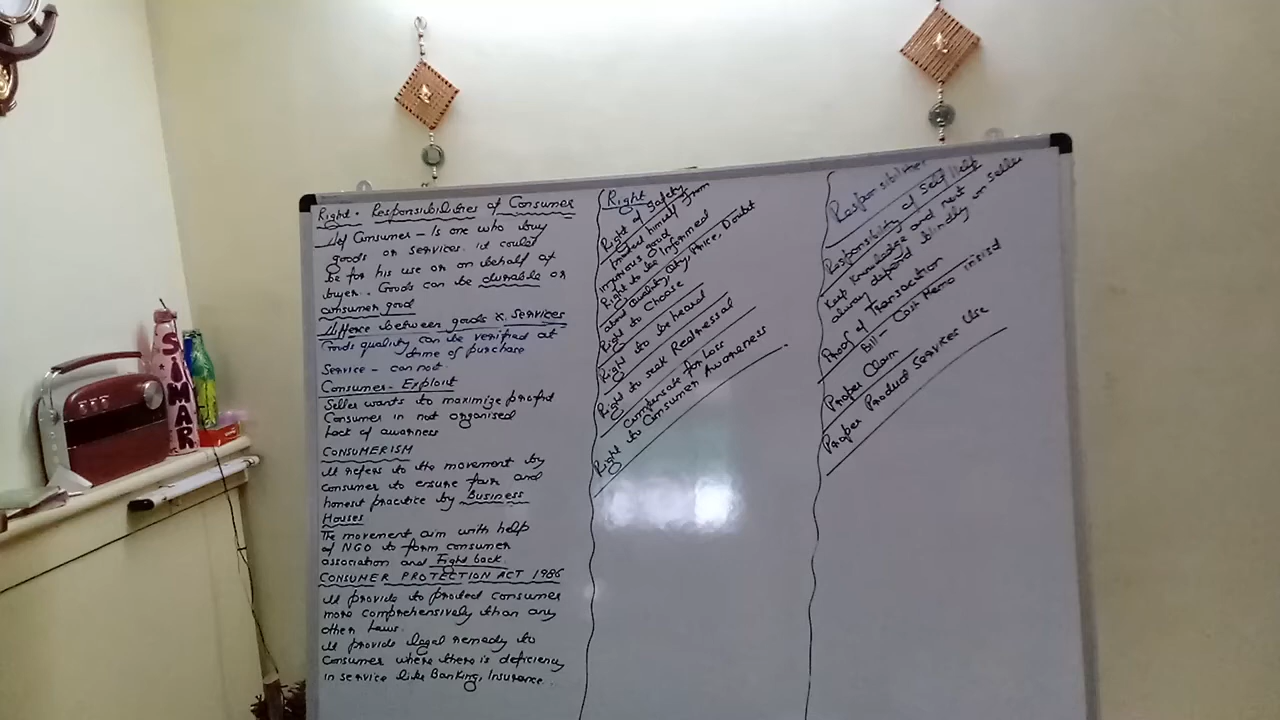 SIMAR
Right. Responsibilities of Consumer
Def Consumer - Is one who buy
goods or services. it could
be for his use or on behalf of
buyer.. Goods can be durable or
consumer good
Diffence between goods & Services
Goods quality can be verified at
time of purchase
Service - can not
Consumer - Exploit
Seller wants to maximize profit
Consumer in not organised
Lack of awarness
CONSUMERISM
It refers to the movement by
Consumer to ensure fair and
honest practice by Business
Houses
The movement aim with help
of NGO to form consumer
association and Fight back.
CONSUMER PROTECTION ACT 1986
It provide to protect consumer
more comprehensively than any
other Laws.
It provide legal remedy to
Consumer where there is deficiency
in service like Banking, Insurance..
Right
Right of Safety
protect himself from
injurious good
Right to be Informed
about quality, Qty, Price, Doubt
Right to Choose
Right to be heard
Right to seek Redressal
Compensate for Loss
Right to Consumer Awareness
Responsibilities
Responsibility of Self Help
Keep Knowledge and not
always depend blindly on Seller
Proof of Transaction
Bill - Cash Memo insisd
Proper Claim
Proper Product Services Use